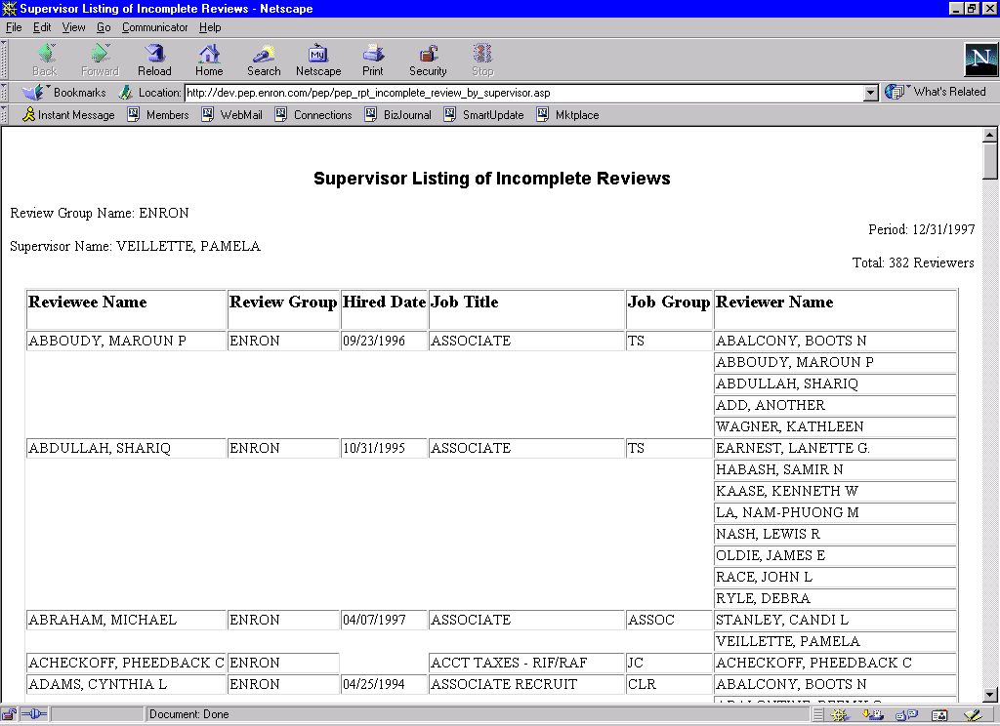 Supervisor Listing of Incomplete Reviews - Netscape
File Edit View Go Communicator Help
Back Forward Reload Home Search Netscape Print Security Stop
My
N
Bookmarks Location: http://dev.pep.enron.com/pep/pep_rpt_incomplete_review_by_supervisor.asp What's Related
Instant Message Members WebMail Connections BizJournal SmartUpdate Mktplace
Supervisor Listing of Incomplete Reviews
Review Group Name: ENRON
Period: 12/31/1997
Supervisor Name: VEILLETTE, PAMELA
Total: 382 Reviewers
Reviewee Name Review Group Hired Date Job Title Job Group Reviewer Name
ABBOUDY, MAROUN P ENRON 09/23/1996 ASSOCIATE TS ABALCONY, BOOTS N
ABBOUDY, MAROUN P
ABDULLAH, SHARIQ
ADD, ANOTHER
WAGNER, KATHLEEN
ABDULLAH, SHARIQ ENRON 10/31/1995 ASSOCIATE TS EARNEST, LANETTE G.
HABASH, SAMIR N
KAASE, KENNETH W
LA, NAM-PHUONG M
NASH, LEWIS R
OLDIE, JAMES E
RACE, JOHN L
RYLE, DEBRA
ABRAHAM, MICHAEL ENRON 04/07/1997 ASSOCIATE ASSOC STANLEY, CANDI L
VEILLETTE, PAMELA
ACHECKOFF, PHEEDBACK C ENRON ACCT TAXES - RIF/RAF JC ACHECKOFF, PHEEDBACK C
ADAMS, CYNTHIA L ENRON 04/25/1994 ASSOCIATE RECRUIT CLR ABALCONY, BOOTS N
Document: Done